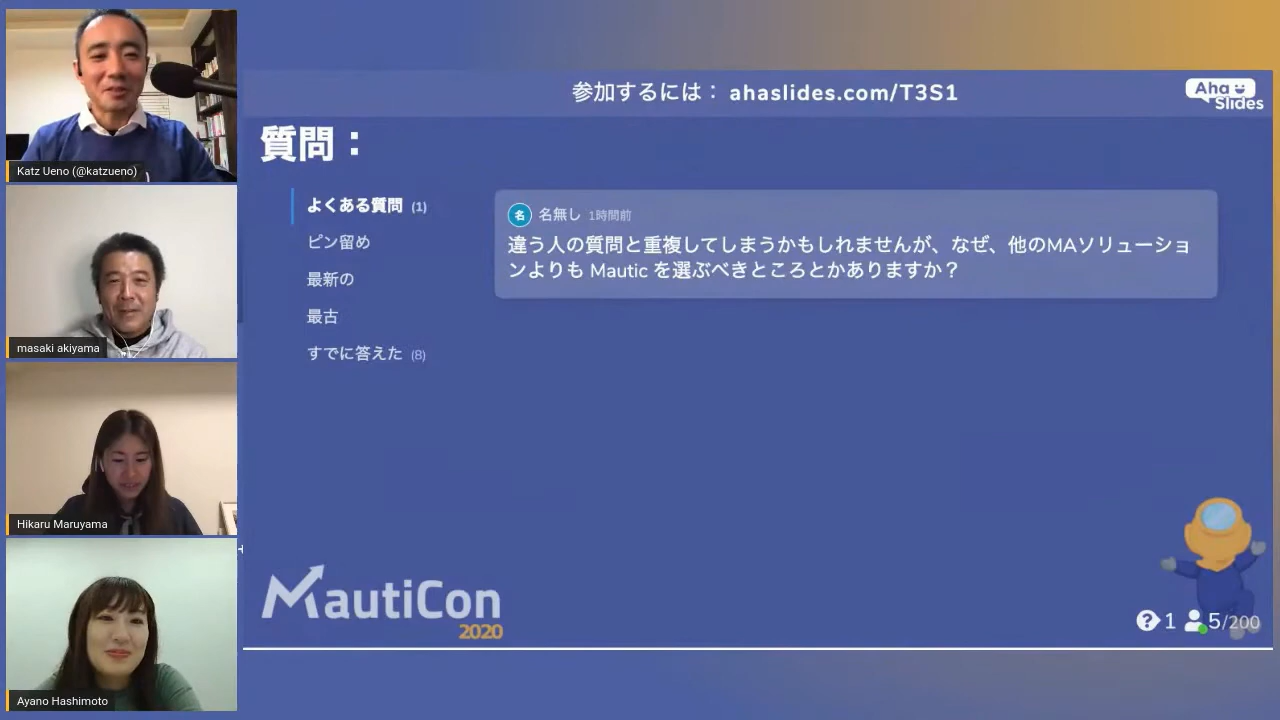 Katz Ueno (@katzueno)
masaki akiyama
Hikaru Maruyama
Ayano Hashimoto
参加するには： ahaslides.com/T3S1
Aha
Slides
質問：
よくある質問 (1)
ピン留め
最新の
最古
すでに答えた (8)
名 名無し 1時間前
違う人の質問と重複してしまうかもしれませんが、なぜ、他のMAソリューショ
ンよりも Mautic を選ぶべきところとかありますか？
MautiCon
2020
? 1 5/200